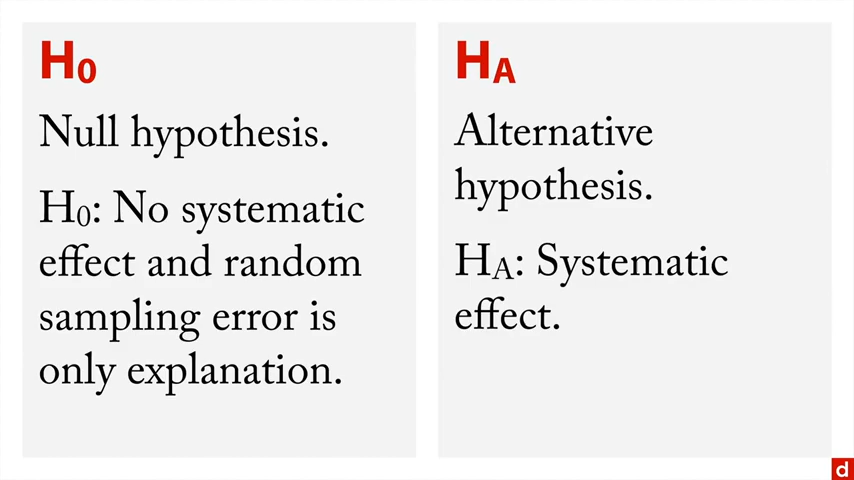 H0
Null hypothesis.
H0: No systematic
effect and random
sampling error is
only explanation.
HA
Alternative
hypothesis.
HA: Systematic
effect.
d